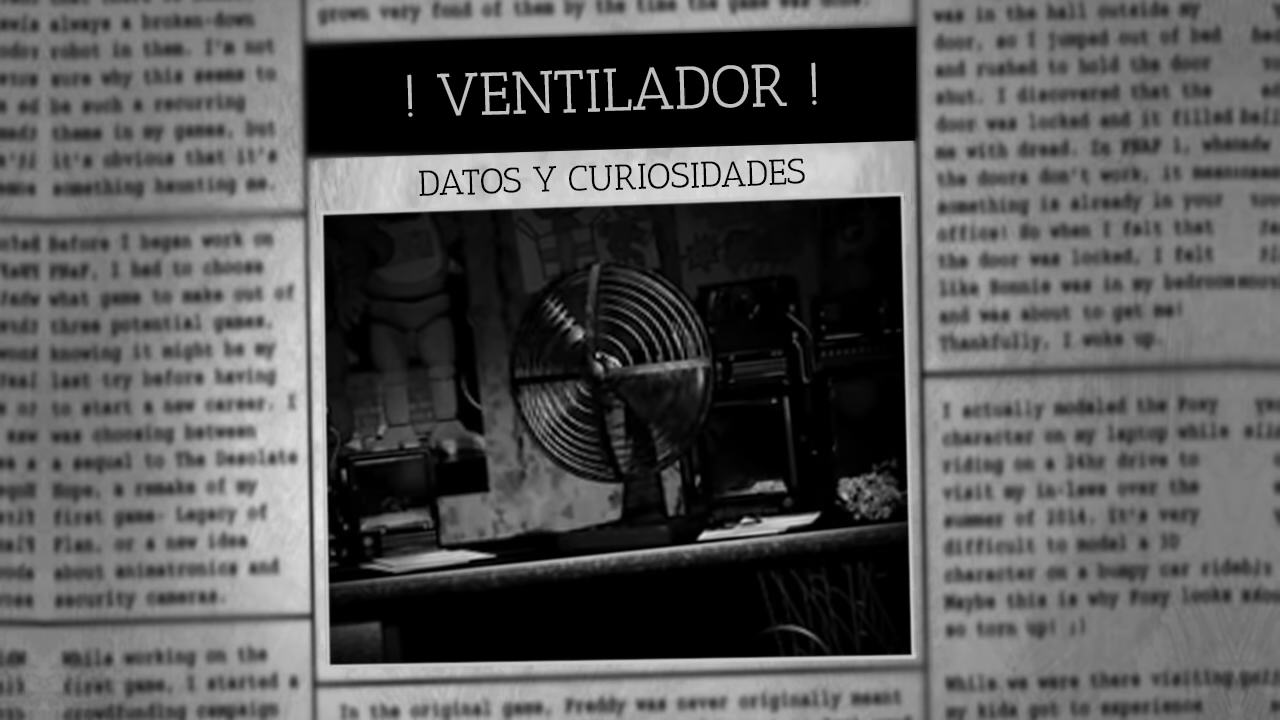 grown very fond of them by the time the game was done.
! VENTILADOR !
DATOS Y CURIOSIDADES
In the original game, Freddy was never originally meant
always a broken-down
robot in them. I'm not
sure why this seems to
be such a recurring
theme in my games, but
it's obvious that it's
something haunting me.
Before I began work on
FNaF, I had to choose
what game to make out of
three potential games,
knowing it might be my
last try before having
to start a new career. I
was choosing between
a sequel to The Desolate
Hope, a remake of my
first game- Legacy of
Flan, or a new idea
about animatronics and
security cameras.
While working on the
first game, I started a
crowdfunding campaign
was in the hall outside my
door, so I jumped out of bed
and rushed to hold the door
shut. I discovered that the
door was locked and it filled
me with dread. In FNAF 1, when
the doors don't work, it means
something is already in your
office! So when I felt that
the door was locked, I felt
like Bonnie was in my bedroom
and was about to get me!
Thankfully, I woke up.
I actually modeled the Foxy
character on my laptop while
riding on a 24hr drive to
visit my in-laws over the
summer of 2014. It's very
difficult to model a 3D
character on a bumpy car ride.
Maybe this is why Foxy looks
so torn up! ;)
While we were there visiting,
my kids got to experience